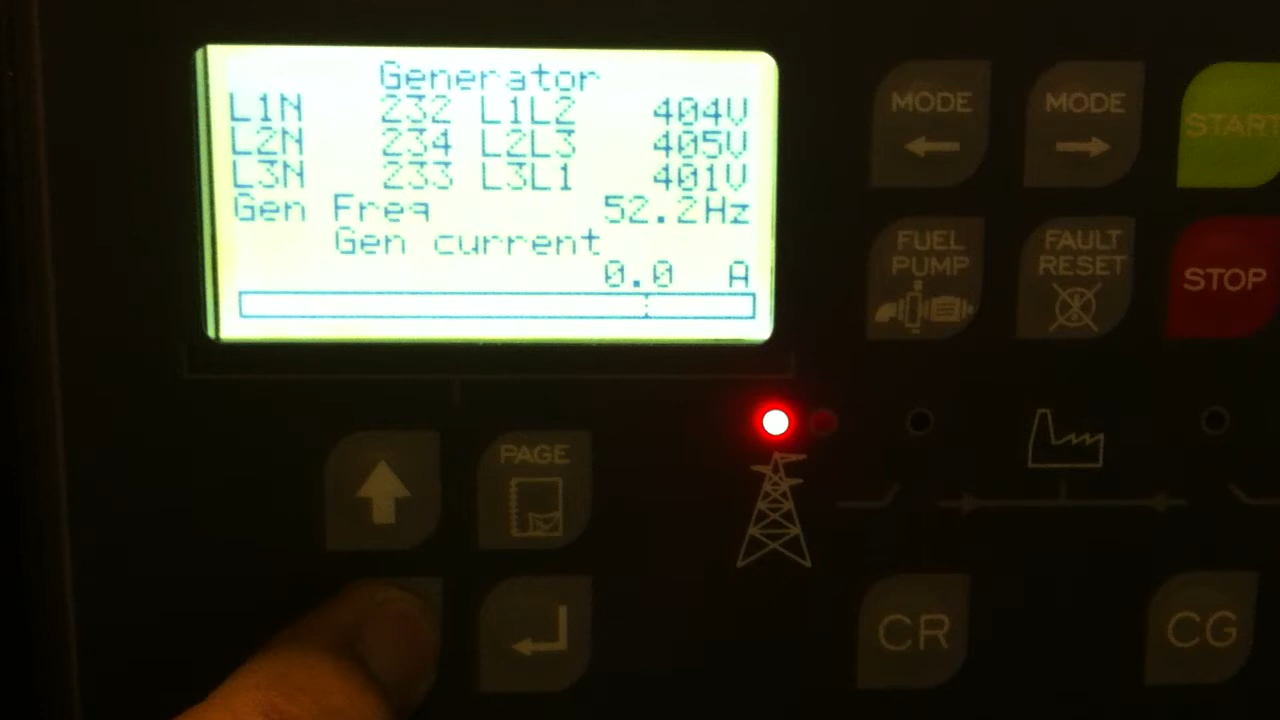 Generator
L1N 232 L1L2 404V
L2N 234 L2L3 405V
L3N 233 L3L1 401V
Gen Freq 52.2Hz
Gen current
0.0 A
MODE
MODE
START
FUEL PUMP
FAULT RESET
STOP
PAGE
CR
CG